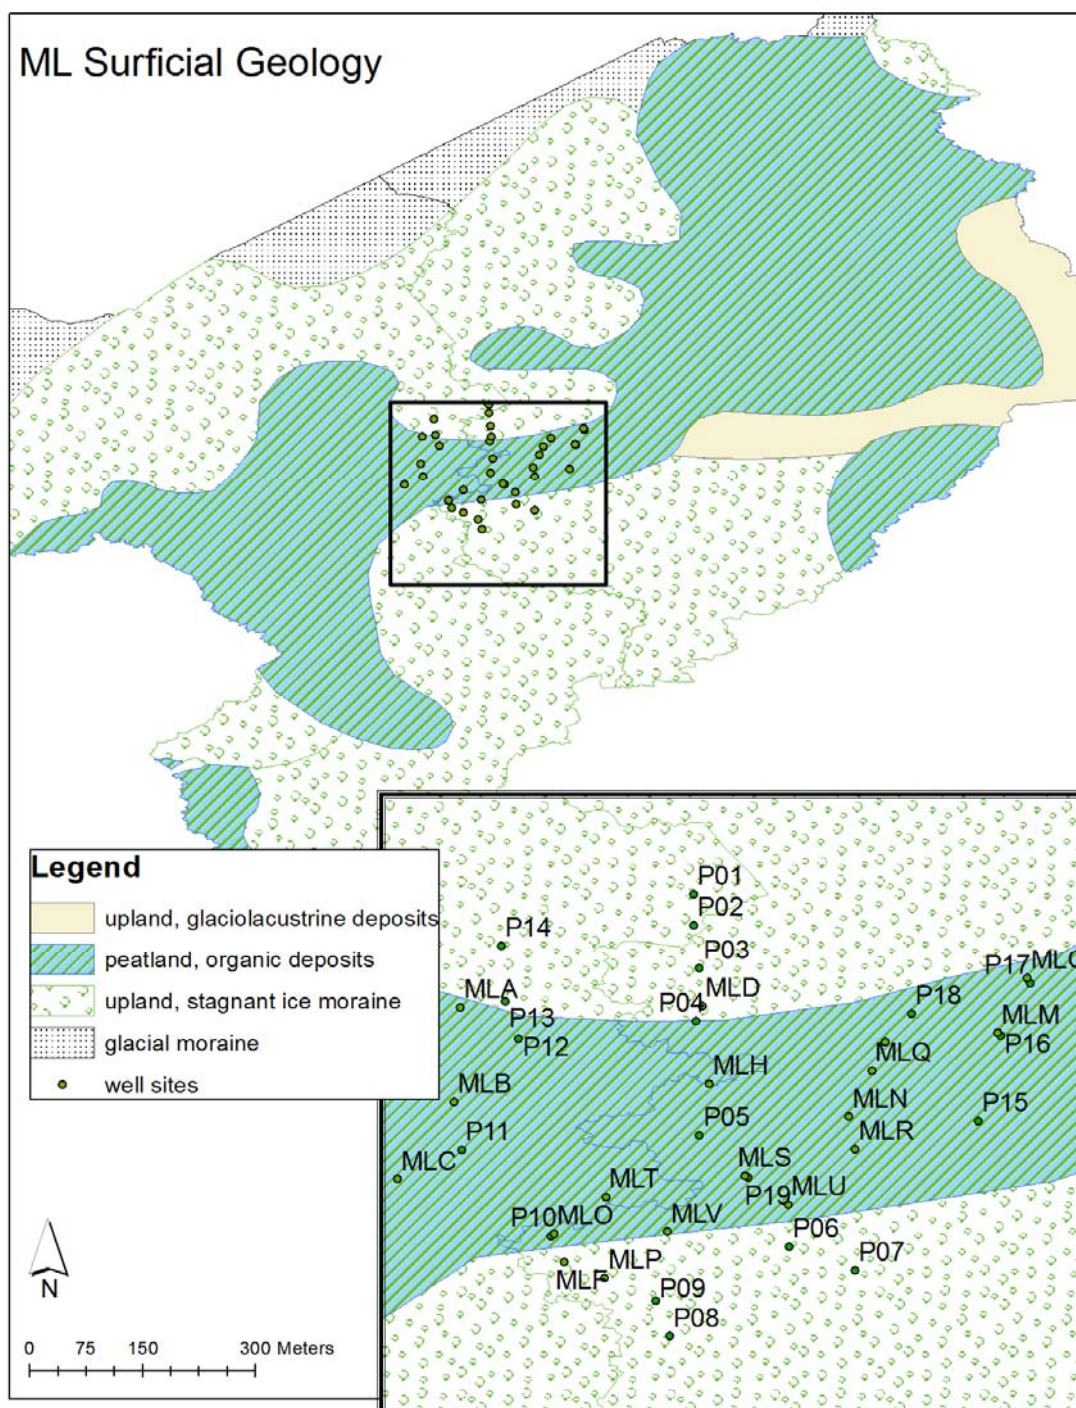 ML Surficial Geology
Legend
upland, glaciolacustrine deposits
peatland, organic deposits
upland, stagnant ice moraine
glacial moraine
well sites
N
0 75 150 300 Meters
P01
P02
P14
P03
P17 MLG
MLA
MLD
P04
P18
P13
MLM
P12
MLQ
P16
MLH
MLB
MLN
P15
P05
MLR
P11
MLC
MLS
MLT
P19 MLU
P10 MLO
MLV
P06
MLP
MLF
P07
P09
P08